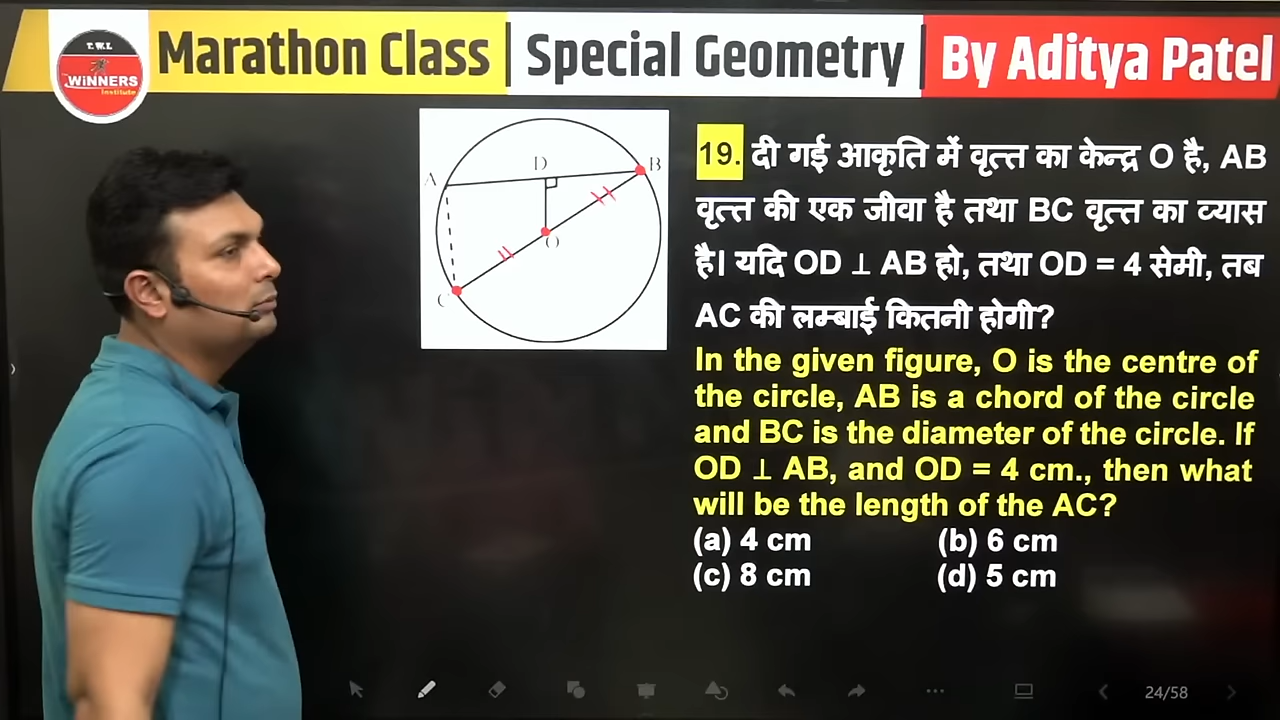 T.W.I.
WINNERS
Institute
Marathon Class | Special Geometry By Aditya Patel
A
D
B
O
C
19. दी गई आकृति में वृत्त का केन्द्र O है, AB
वृत्त की एक जीवा है तथा BC वृत्त का व्यास
है। यदि OD ⊥ AB हो, तथा OD = 4 सेमी, तब
AC की लम्बाई कितनी होगी?
In the given figure, O is the centre of
the circle, AB is a chord of the circle
and BC is the diameter of the circle. If
OD ⊥ AB, and OD = 4 cm., then what
will be the length of the AC?
(a) 4 cm (b) 6 cm
(c) 8 cm (d) 5 cm
24/58